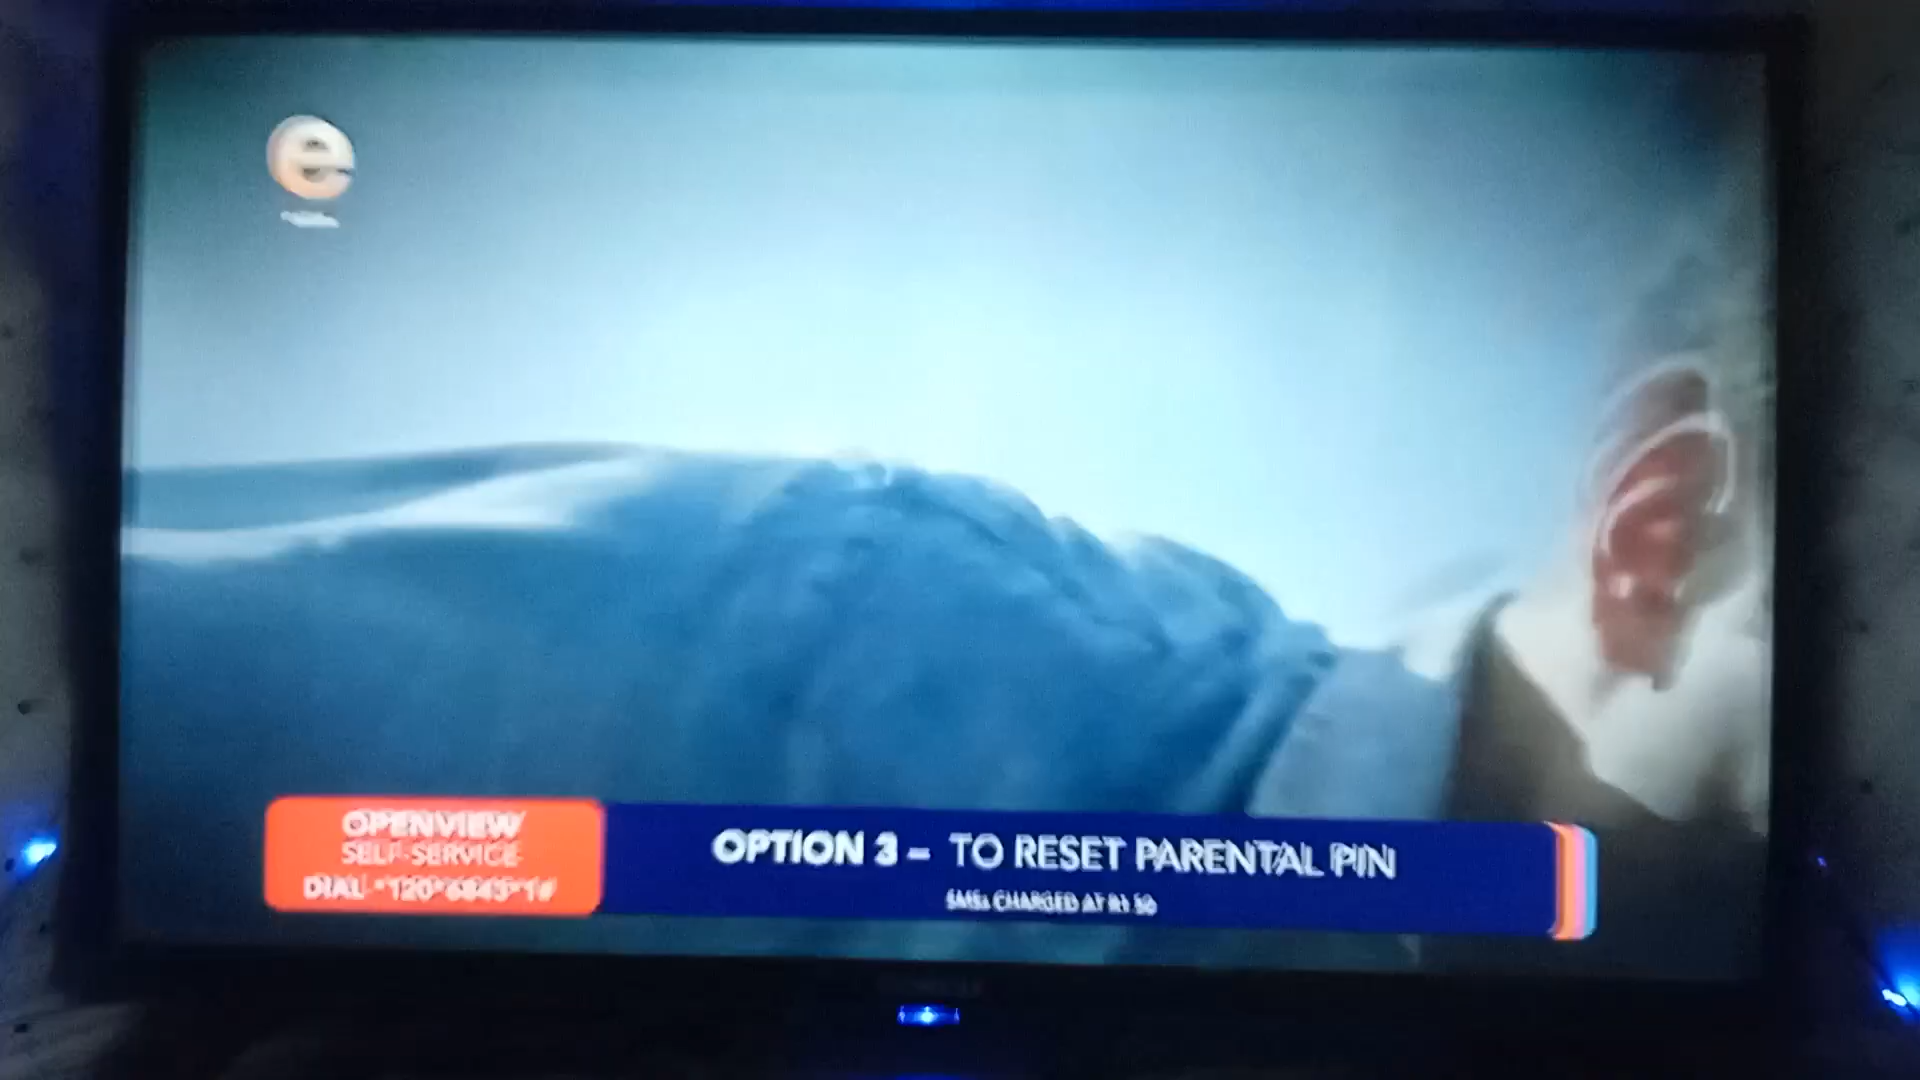 e
OPENVIEW
SELF-SERVICE
DIAL *120*6843*1#
OPTION 3 – TO RESET PARENTAL PIN
SMSs CHARGED AT R1.50